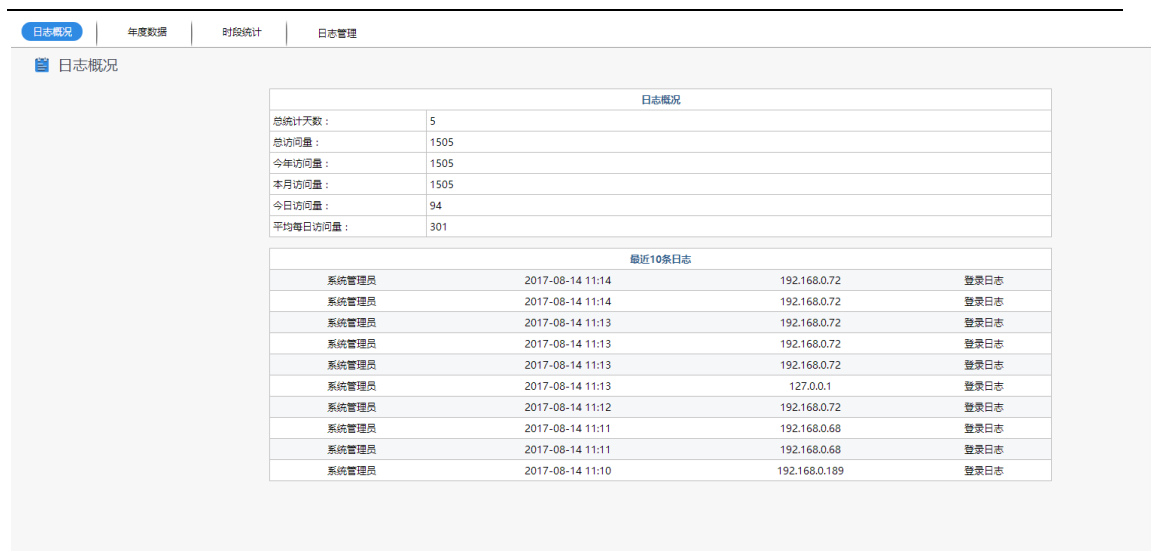 日志概况 年度数据 时段统计 日志管理
日志概况
日志概况
总统计天数： 5
总访问量： 1505
今年访问量： 1505
本月访问量： 1505
今日访问量： 94
平均每日访问量： 301
最近10条日志
系统管理员 2017-08-14 11:14 192.168.0.72 登录日志
系统管理员 2017-08-14 11:14 192.168.0.72 登录日志
系统管理员 2017-08-14 11:13 192.168.0.72 登录日志
系统管理员 2017-08-14 11:13 192.168.0.72 登录日志
系统管理员 2017-08-14 11:13 192.168.0.72 登录日志
系统管理员 2017-08-14 11:13 127.0.0.1 登录日志
系统管理员 2017-08-14 11:12 192.168.0.72 登录日志
系统管理员 2017-08-14 11:11 192.168.0.68 登录日志
系统管理员 2017-08-14 11:11 192.168.0.68 登录日志
系统管理员 2017-08-14 11:10 192.168.0.189 登录日志